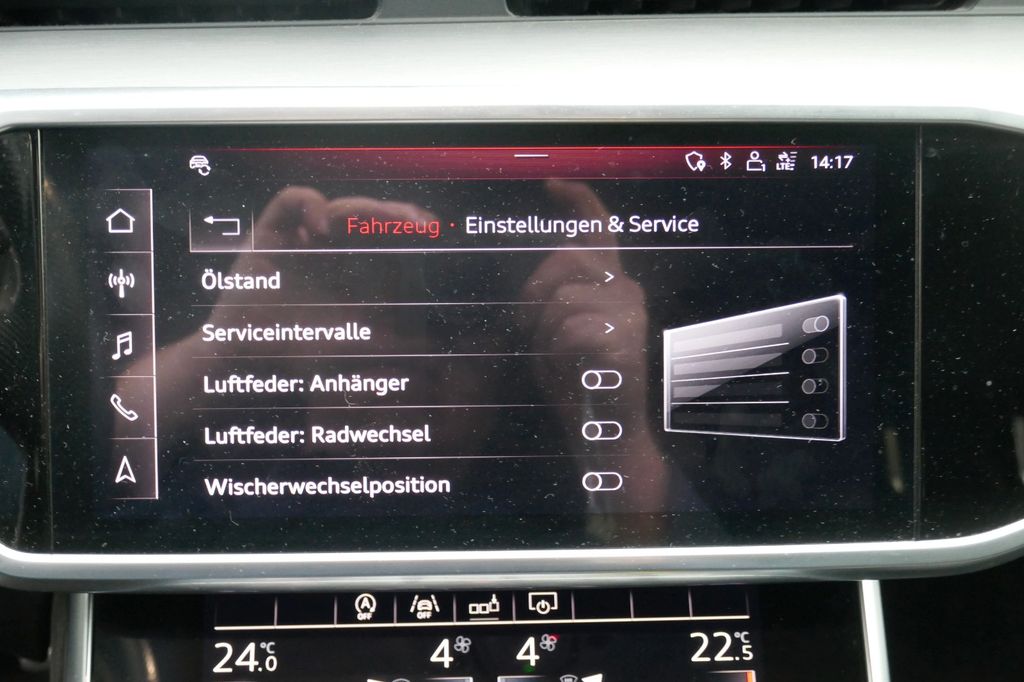 LTE 14:17
Fahrzeug · Einstellungen & Service
Ölstand >
Serviceintervalle >
Luftfeder: Anhänger
Luftfeder: Radwechsel
Wischerwechselposition
A OFF OFF
24.0 °C 4 4 22.5 °C